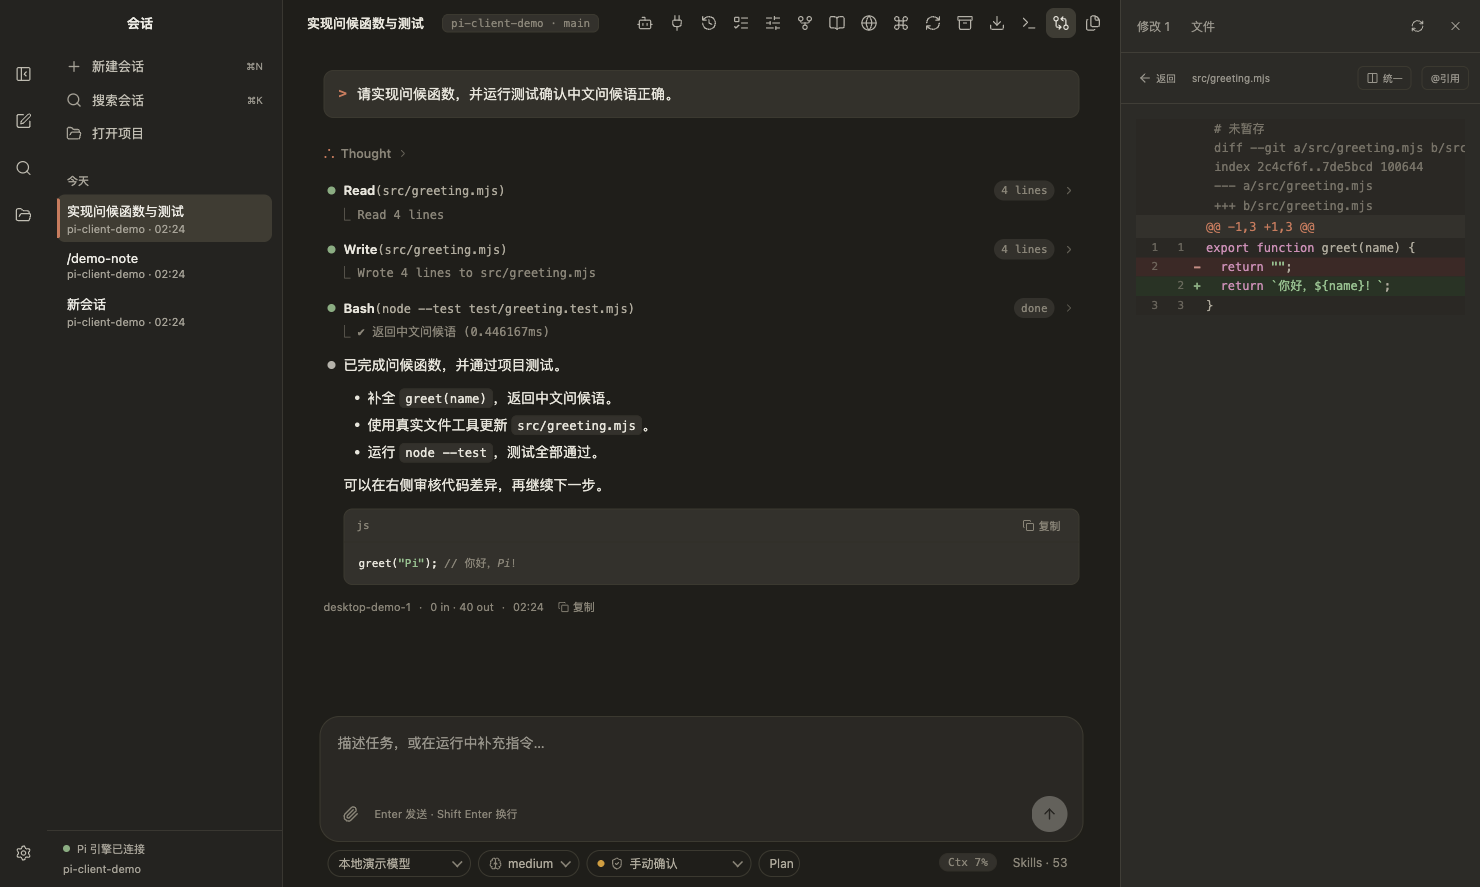 会话
新建会话 ⌘N
搜索会话 ⌘K
打开项目
今天
实现问候函数与测试
pi-client-demo · 02:24
/demo-note
pi-client-demo · 02:24
新会话
pi-client-demo · 02:24
Pi 引擎已连接
pi-client-demo
实现问候函数与测试 pi-client-demo · main
> 请实现问候函数，并运行测试确认中文问候语正确。
Thought
Read(src/greeting.mjs) 4 lines
Read 4 lines
Write(src/greeting.mjs) 4 lines
Wrote 4 lines to src/greeting.mjs
Bash(node --test test/greeting.test.mjs) done
✔ 返回中文问候语 (0.446167ms)
已完成问候函数，并通过项目测试。
• 补全 greet(name)，返回中文问候语。
• 使用真实文件工具更新 src/greeting.mjs。
• 运行 node --test，测试全部通过。
可以在右侧审核代码差异，再继续下一步。
js 复制
greet("Pi"); // 你好，Pi！
desktop-demo-1 · 0 in · 40 out · 02:24 复制
描述任务，或在运行中补充指令...
Enter 发送 · Shift Enter 换行
本地演示模型 medium 手动确认 Plan Ctx 7% Skills · 53
修改 1 文件
返回 src/greeting.mjs 统一 @引用
# 未暂存
diff --git a/src/greeting.mjs b/src
index 2c4cf6f..7de5bcd 100644
--- a/src/greeting.mjs
+++ b/src/greeting.mjs
@@ -1,3 +1,3 @@
1 1 export function greet(name) {
2 - return "";
2 + return `你好，${name}！`;
3 3 }